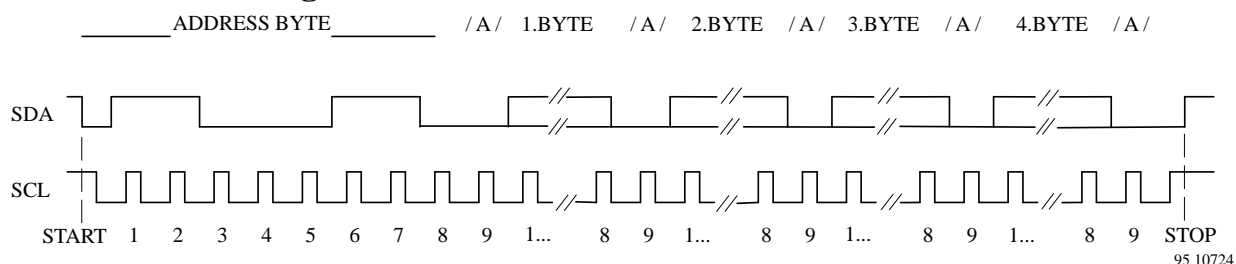 ADDRESS BYTE / A / 1.BYTE / A / 2.BYTE / A / 3.BYTE / A / 4.BYTE / A /
SDA
SCL
START 1 2 3 4 5 6 7 8 9 1... 8 9 1... 8 9 1... 8 9 1... 8 9 STOP
95 10724